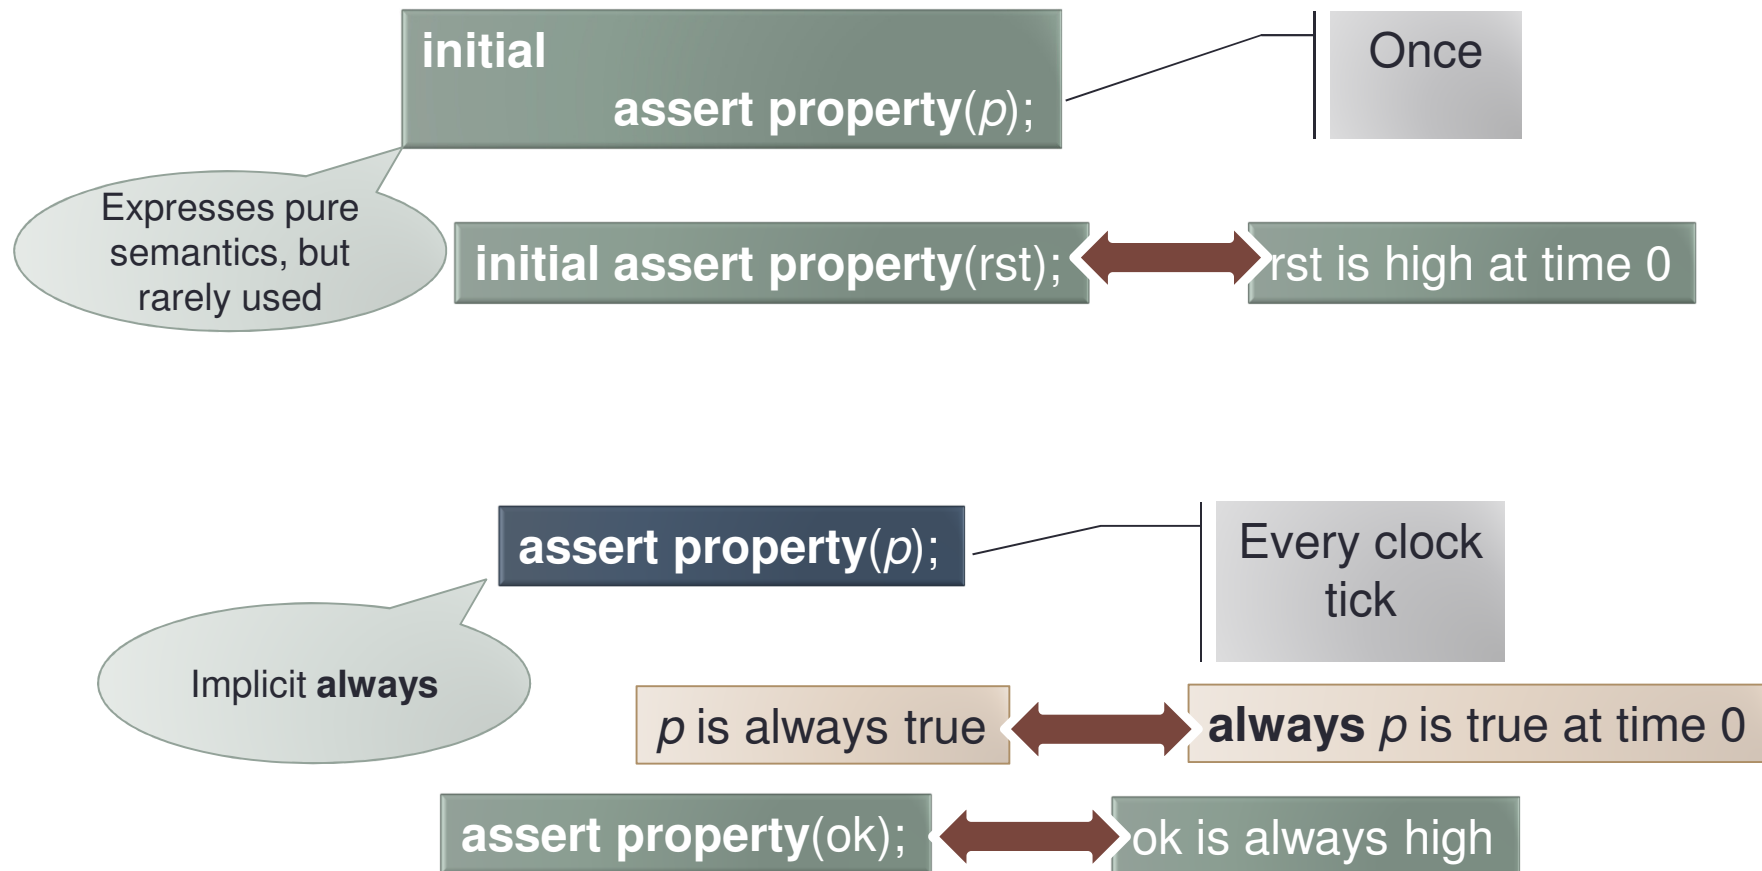 initial
assert property(p);
Once
Expresses pure
semantics, but
rarely used
initial assert property(rst);
rst is high at time 0
assert property(p);
Every clock
tick
Implicit always
p is always true
always p is true at time 0
assert property(ok);
ok is always high